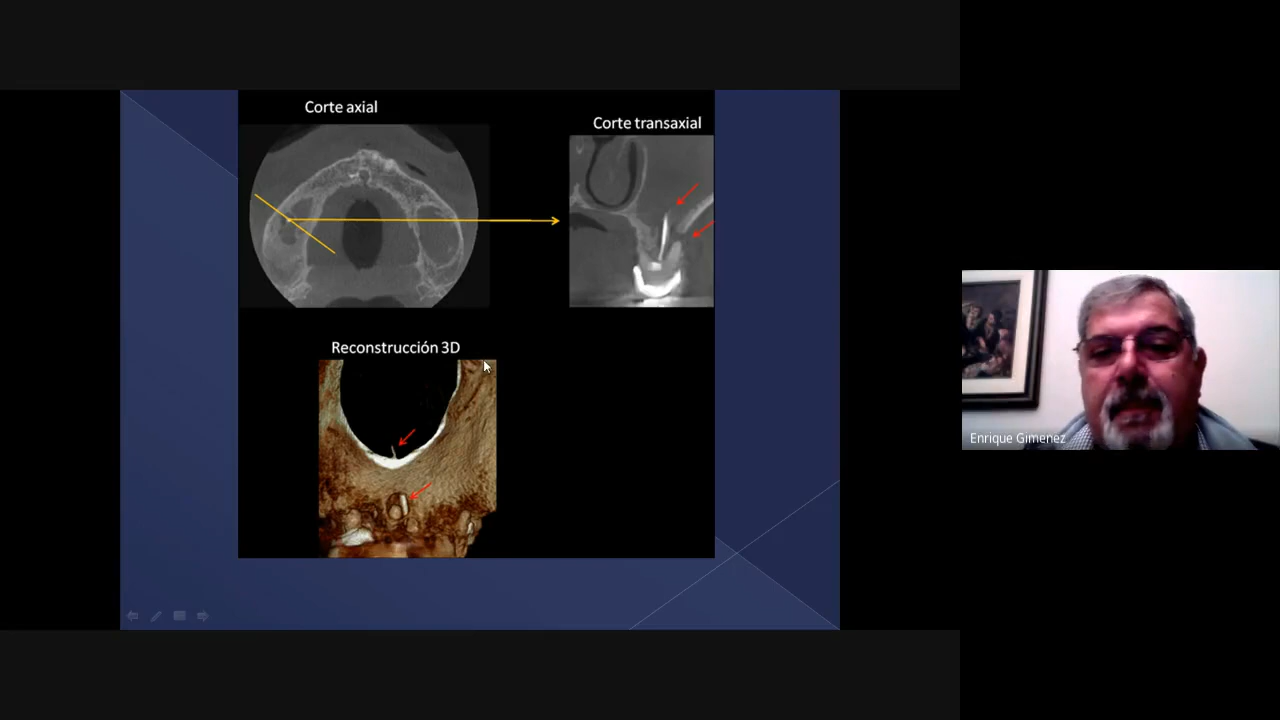 Corte axial
Corte transaxial
Reconstrucción 3D
Enrique Gimenez